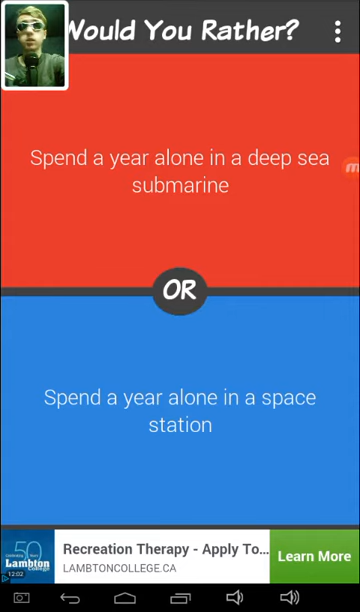 Would You Rather?
Spend a year alone in a deep sea
submarine
OR
Spend a year alone in a space
station
50
Lambton
College
12:02
Recreation Therapy - Apply To...
LAMBTONCOLLEGE.CA
Learn More